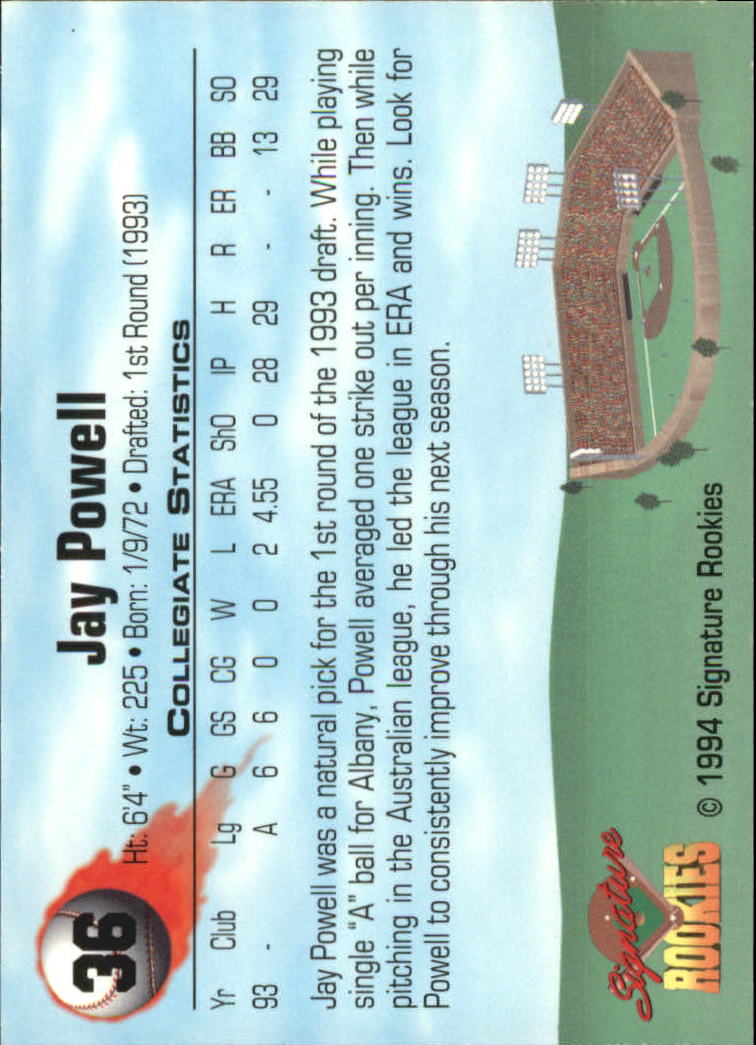 36
Jay Powell
Ht: 6'4" • Wt: 225 • Born: 1/9/72 • Drafted: 1st Round (1993)
COLLEGIATE STATISTICS
Yr Club Lg G GS CG W L ERA ShO IP H R ER BB SO
93 - A 6 6 0 0 2 4.55 0 28 29 - - 13 29
Jay Powell was a natural pick for the 1st round of the 1993 draft. While playing
single "A" ball for Albany, Powell averaged one strike out per inning. Then while
pitching in the Australian league, he led the league in ERA and wins. Look for
Powell to consistently improve through his next season.
Signature
ROOKIES
© 1994 Signature Rookies